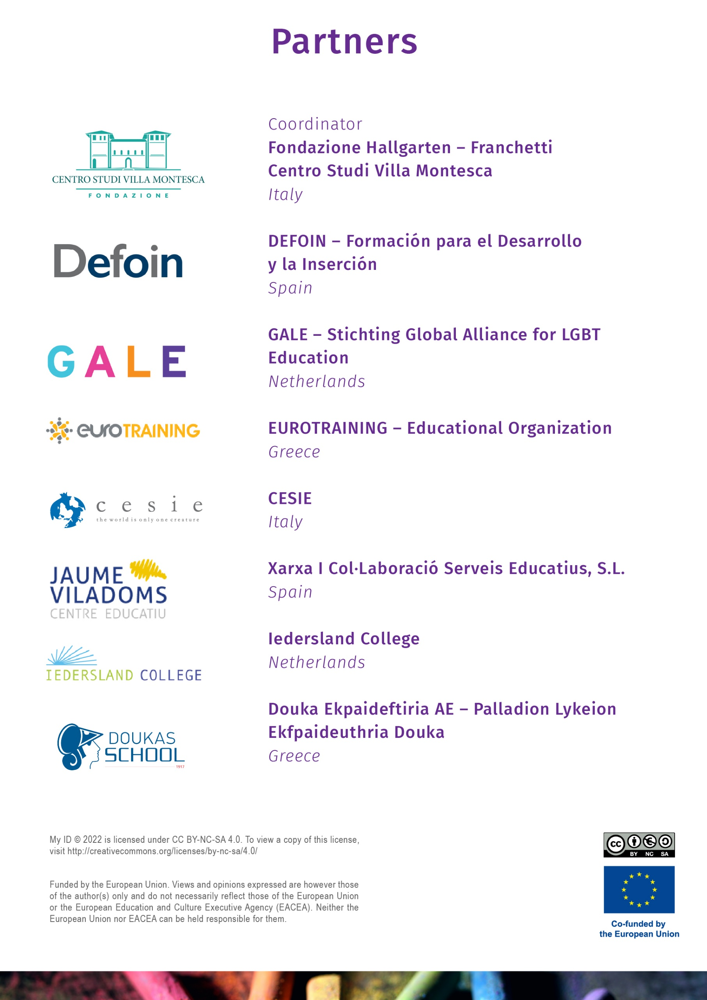 Partners
CENTRO STUDI VILLA MONTESCA
FONDAZIONE
Coordinator
Fondazione Hallgarten – Franchetti
Centro Studi Villa Montesca
Italy
Defoin
DEFOIN – Formación para el Desarrollo
y la Inserción
Spain
GALE
GALE – Stichting Global Alliance for LGBT
Education
Netherlands
euroTRAINING
EUROTRAINING – Educational Organization
Greece
cesie
the world is only one creature
CESIE
Italy
JAUME
VILADOMS
CENTRE EDUCATIU
Xarxa I Col·Laboració Serveis Educatius, S.L.
Spain
IEDERSLAND COLLEGE
Iedersland College
Netherlands
DOUKAS
SCHOOL
1917
Douka Ekpaideftiria AE – Palladion Lykeion
Ekfpaideuthria Douka
Greece
My ID © 2022 is licensed under CC BY-NC-SA 4.0. To view a copy of this license,
visit http://creativecommons.org/licenses/by-nc-sa/4.0/
Funded by the European Union. Views and opinions expressed are however those
of the author(s) only and do not necessarily reflect those of the European Union
or the European Education and Culture Executive Agency (EACEA). Neither the
European Union nor EACEA can be held responsible for them.
cc
BY NC SA
Co-funded by
the European Union